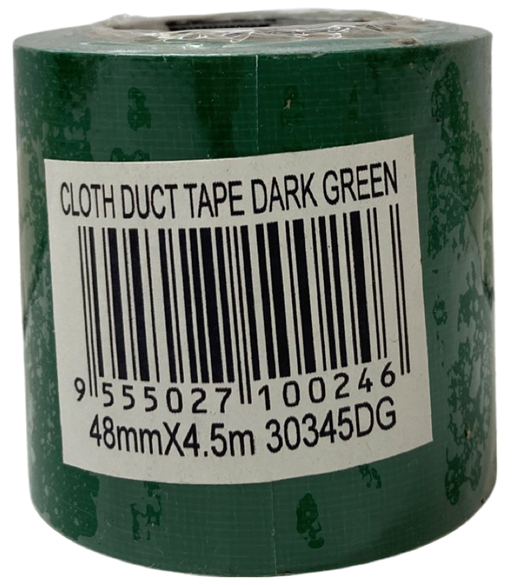 CLOTH DUCT TAPE DARK GREEN
9 555027 100246
48mmX4.5m 30345DG